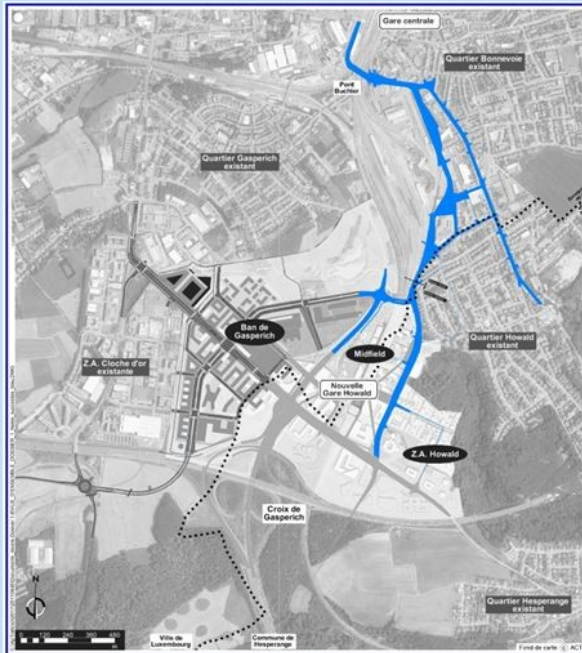 Gare centrale
Quartier Bonnevoie
existant
Pont
Buchler
Quartier Gasperich
existant
Ban de
Gasperich
Midfield
Quartier Howald
existant
Z.A. Cloche d'or
existante
Nouvelle
Gare Howald
Z.A. Howald
Croix de
Gasperich
Quartier Hesperange
existant
N
0 120 240 360 480
m
Ville de
Luxembourg
Commune de
Hesperange
Fond de carte © ACT